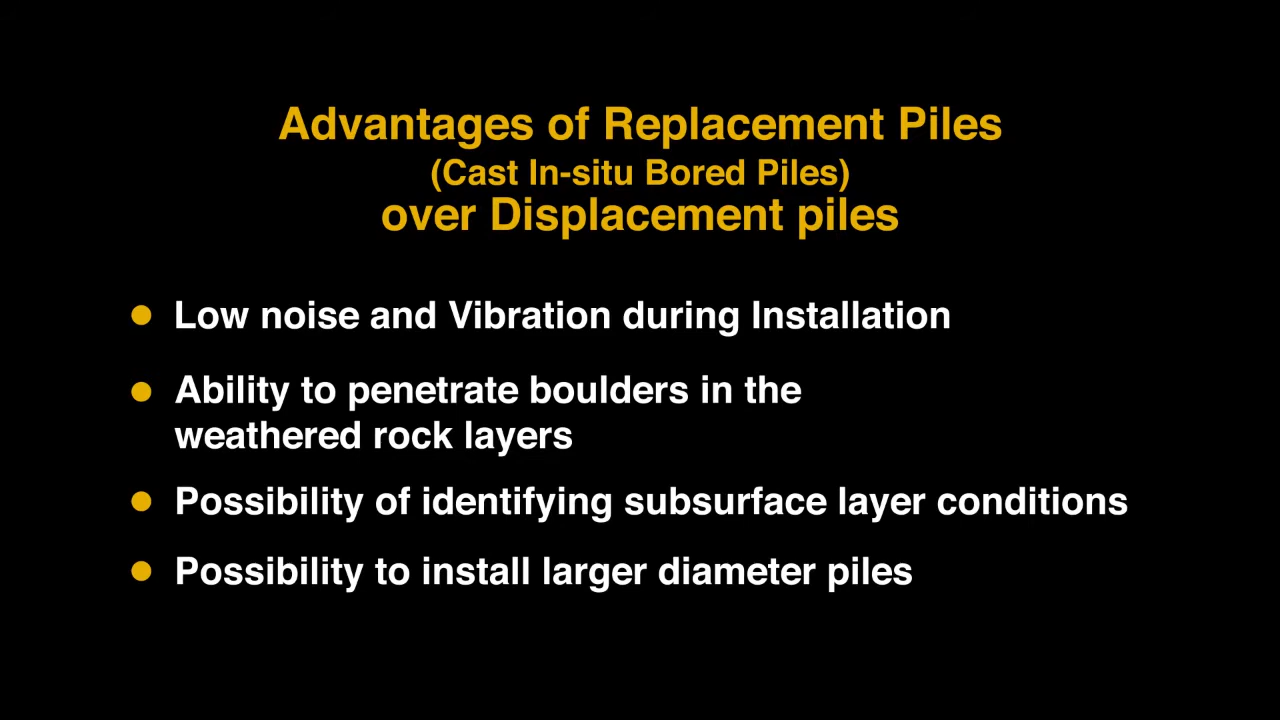 Advantages of Replacement Piles
(Cast In-situ Bored Piles)
over Displacement piles
Low noise and Vibration during Installation
Ability to penetrate boulders in the
weathered rock layers
Possibility of identifying subsurface layer conditions
Possibility to install larger diameter piles